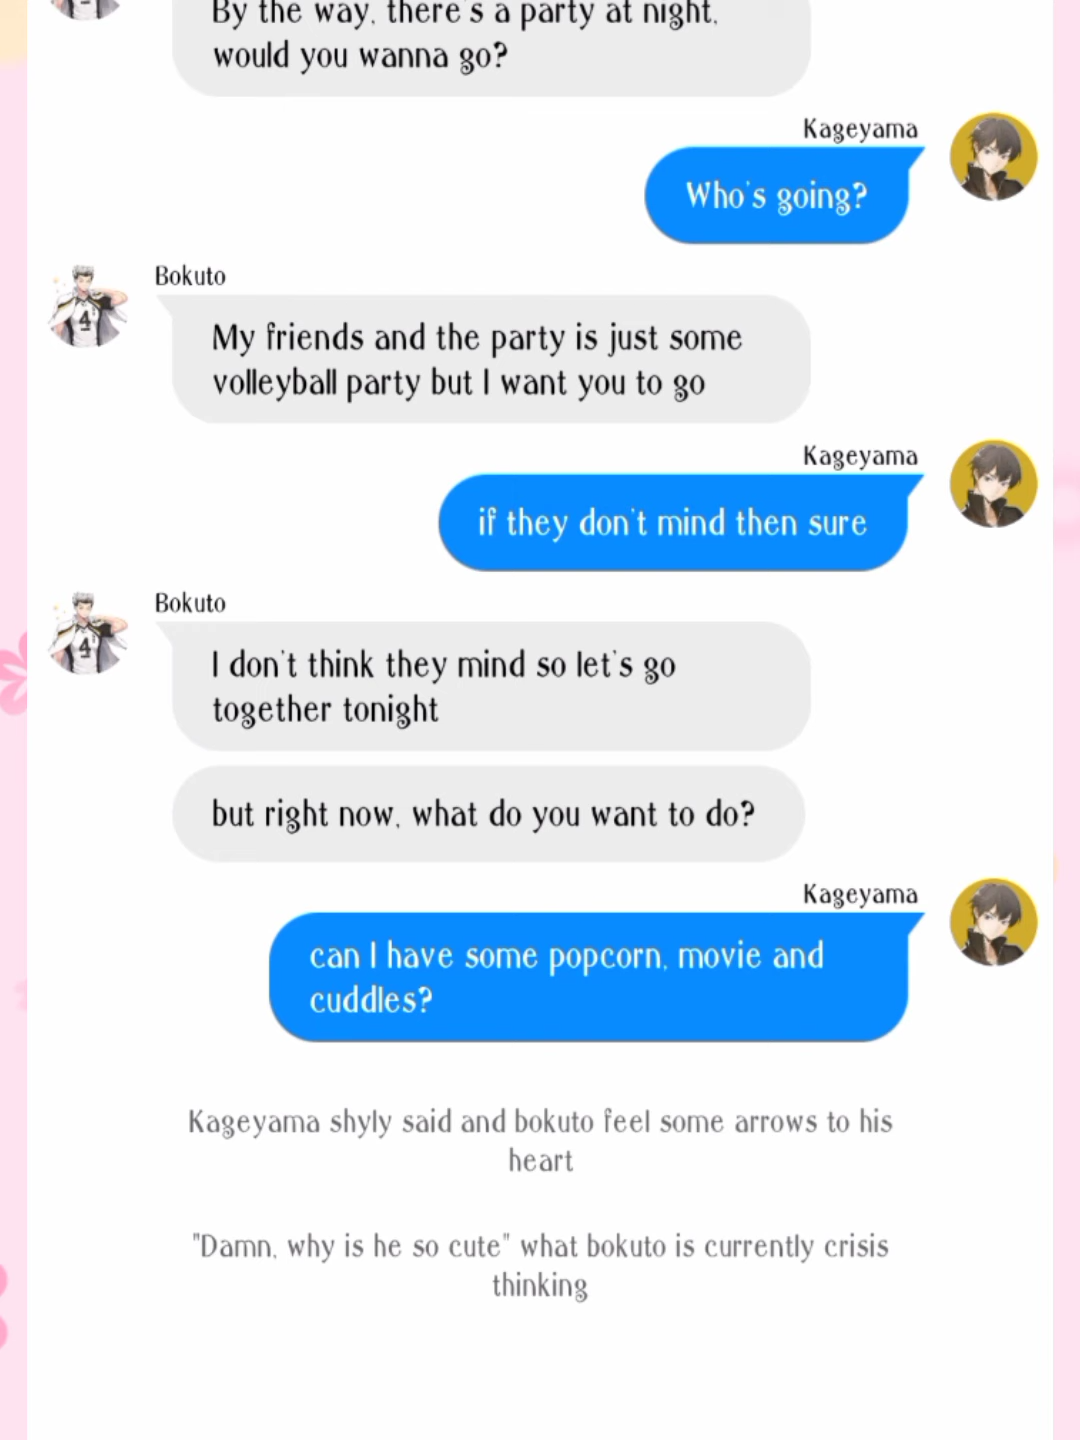 By the way, there's a party at night,
would you wanna go?
Kageyama
Who's going?
Bokuto
My friends and the party is just some
volleyball party but I want you to go
Kageyama
if they don't mind then sure
Bokuto
I don't think they mind so let's go
together tonight
but right now, what do you want to do?
Kageyama
can I have some popcorn, movie and
cuddles?
Kageyama shyly said and bokuto feel some arrows to his
heart
"Damn, why is he so cute" what bokuto is currently crisis
thinking
4
4